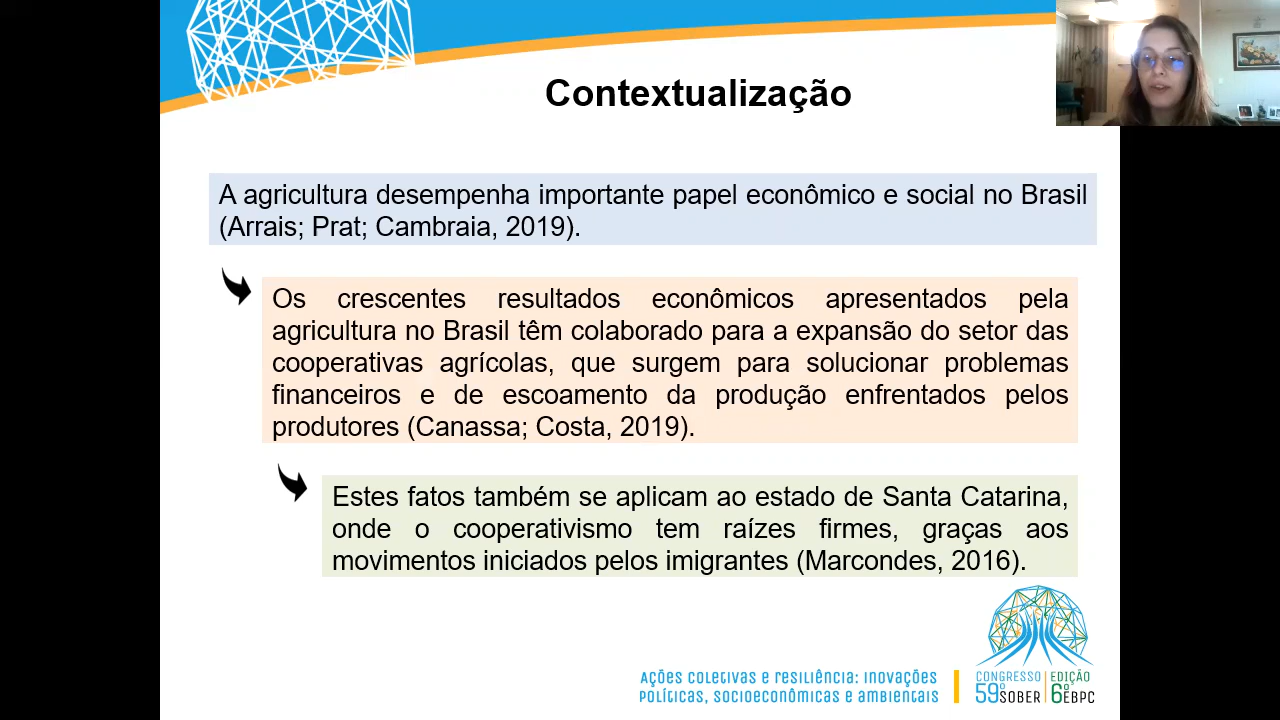 Contextualização
A agricultura desempenha importante papel econômico e social no Brasil
(Arrais; Prat; Cambraia, 2019).
Os crescentes resultados econômicos apresentados pela
agricultura no Brasil têm colaborado para a expansão do setor das
cooperativas agrícolas, que surgem para solucionar problemas
financeiros e de escoamento da produção enfrentados pelos
produtores (Canassa; Costa, 2019).
Estes fatos também se aplicam ao estado de Santa Catarina,
onde o cooperativismo tem raízes firmes, graças aos
movimentos iniciados pelos imigrantes (Marcondes, 2016).
Ações coletivas e resiliência: inovações
políticas, socioeconômicas e ambientais
CONGRESSO
59º SOBER
EDIÇÃO
6º EBPC